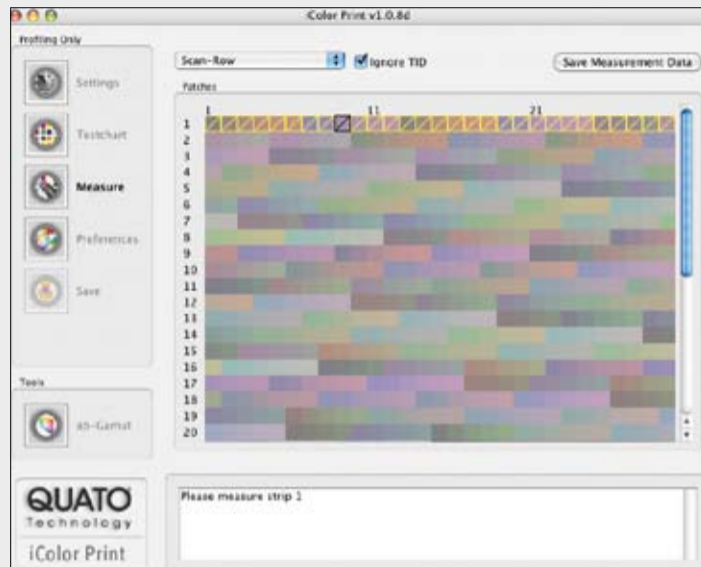 iColor Print v1.0.8d
Profiling Only
Settings
Testchart
Measure
Preferences
Save
Tools
ab-Gamut
QUATO
Technology
iColor Print
Scan-Row
Ignore TID
Save Measurement Data
Patches
1 11 21
1
2
3
4
5
6
7
8
9
10
11
12
13
14
15
16
17
18
19
20
Please measure strip 1